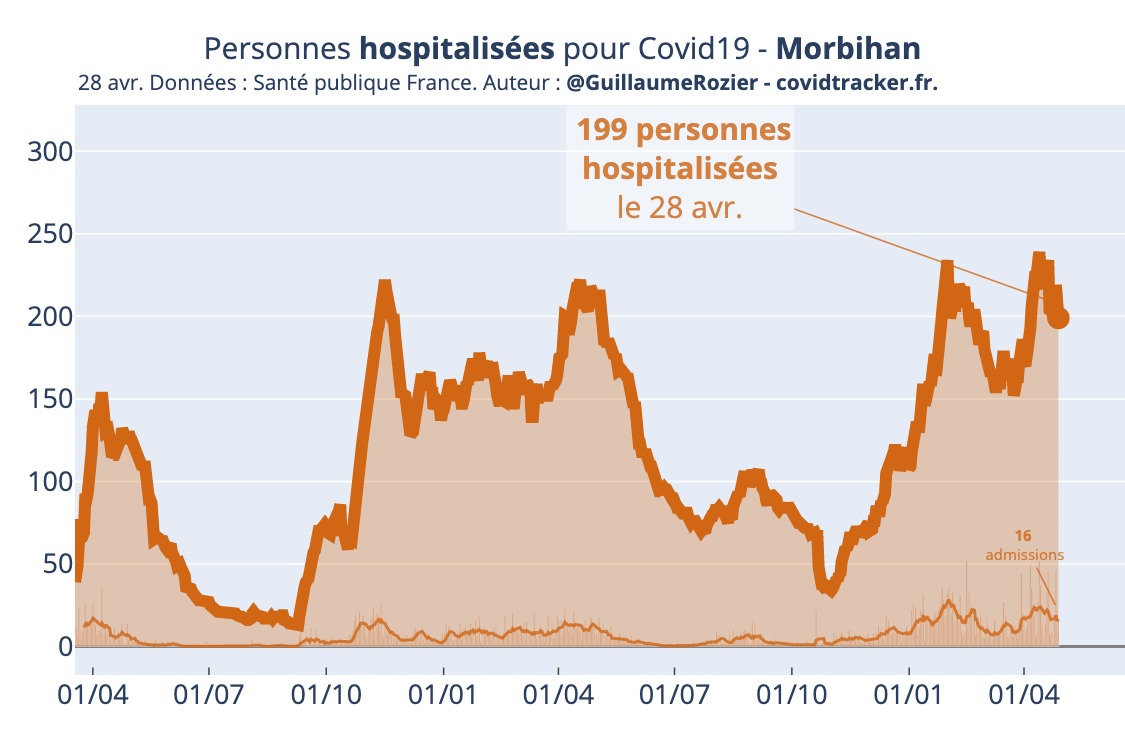 Personnes hospitalisées pour Covid19 - Morbihan
28 avr. Données : Santé publique France. Auteur : @GuillaumeRozier - covidtracker.fr.
199 personnes
hospitalisées
le 28 avr.
300
250
200
150
100
50
0
16
admissions
01/04
01/07
01/10
01/01
01/04
01/07
01/10
01/01
01/04